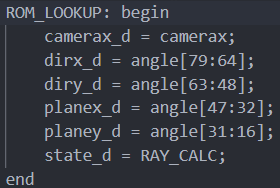 ROM_LOOKUP: begin
    camerax_d = camerax;
    dirx_d = angle[79:64];
    diry_d = angle[63:48];
    planex_d = angle[47:32];
    planey_d = angle[31:16];
    state_d = RAY_CALC;
end